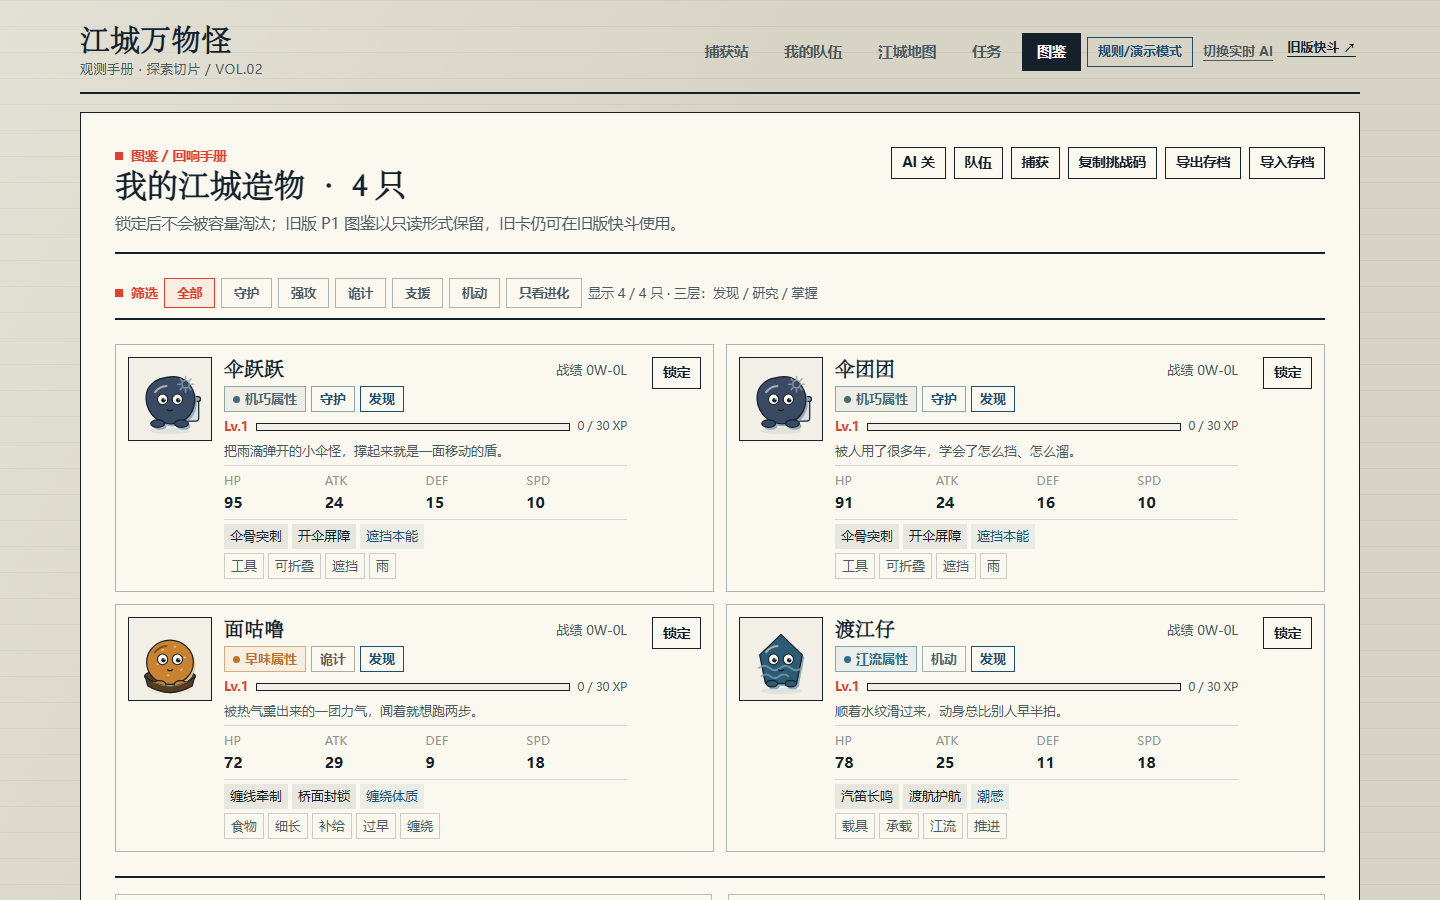 江城万物怪
观测手册 · 探索切片 / VOL.02
捕获站 我的队伍 江城地图 任务 图鉴 规则/演示模式 切换实时 AI 旧版快斗 ↗
图鉴 / 回响手册
我的江城造物 · 4 只
锁定后不会被容量淘汰；旧版 P1 图鉴以只读形式保留，旧卡仍可在旧版快斗使用。
AI 关 队伍 捕获 复制挑战码 导出存档 导入存档
筛选 全部 守护 强攻 诡计 支援 机动 只看进化 显示 4 / 4 只 · 三层：发现 / 研究 / 掌握
伞跃跃 战绩 0W-0L 锁定
机巧属性 守护 发现
Lv.1 0 / 30 XP
把雨滴弹开的小伞怪，撑起来就是一面移动的盾。
HP ATK DEF SPD
95 24 15 10
伞骨突刺 开伞屏障 遮挡本能
工具 可折叠 遮挡 雨
伞团团 战绩 0W-0L 锁定
机巧属性 守护 发现
Lv.1 0 / 30 XP
被人用了很多年，学会了怎么挡、怎么溜。
HP ATK DEF SPD
91 24 16 10
伞骨突刺 开伞屏障 遮挡本能
工具 可折叠 遮挡 雨
面咕噜 战绩 0W-0L 锁定
早味属性 诡计 发现
Lv.1 0 / 30 XP
被热气熏出来的一团力气，闻着就想跑两步。
HP ATK DEF SPD
72 29 9 18
缠线牵制 桥面封锁 缠绕体质
食物 细长 补给 过早 缠绕
渡江仔 战绩 0W-0L 锁定
江流属性 机动 发现
Lv.1 0 / 30 XP
顺着水纹滑过来，动身总比别人早半拍。
HP ATK DEF SPD
78 25 11 18
汽笛长鸣 渡航护航 潮感
载具 承载 江流 推进